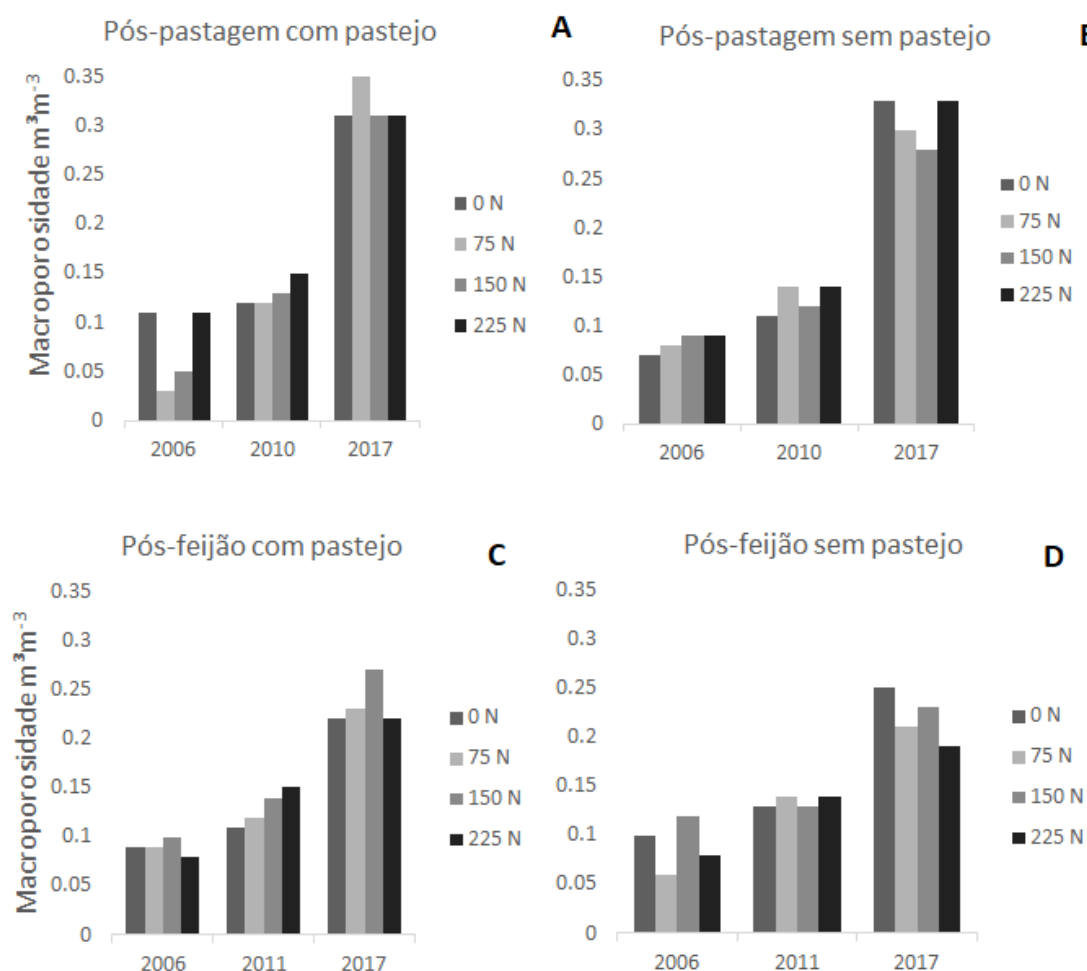 Pós-pastagem com pastejo
A
Macroporosidade m³m⁻³
0.35
0.3
0.25
0.2
0.15
0.1
0.05
0
2006
2010
2017
0 N
75 N
150 N
225 N
Pós-pastagem sem pastejo
0.35
0.3
0.25
0.2
0.15
0.1
0.05
0
2006
2010
2017
0 N
75 N
150 N
225 N
Pós-feijão com pastejo
C
Macroporosidade m³m⁻³
0.35
0.3
0.25
0.2
0.15
0.1
0.05
0
2006
2011
2017
0 N
75 N
150 N
225 N
Pós-feijão sem pastejo
D
0.35
0.3
0.25
0.2
0.15
0.1
0.05
0
2006
2011
2017
0 N
75 N
150 N
225 N